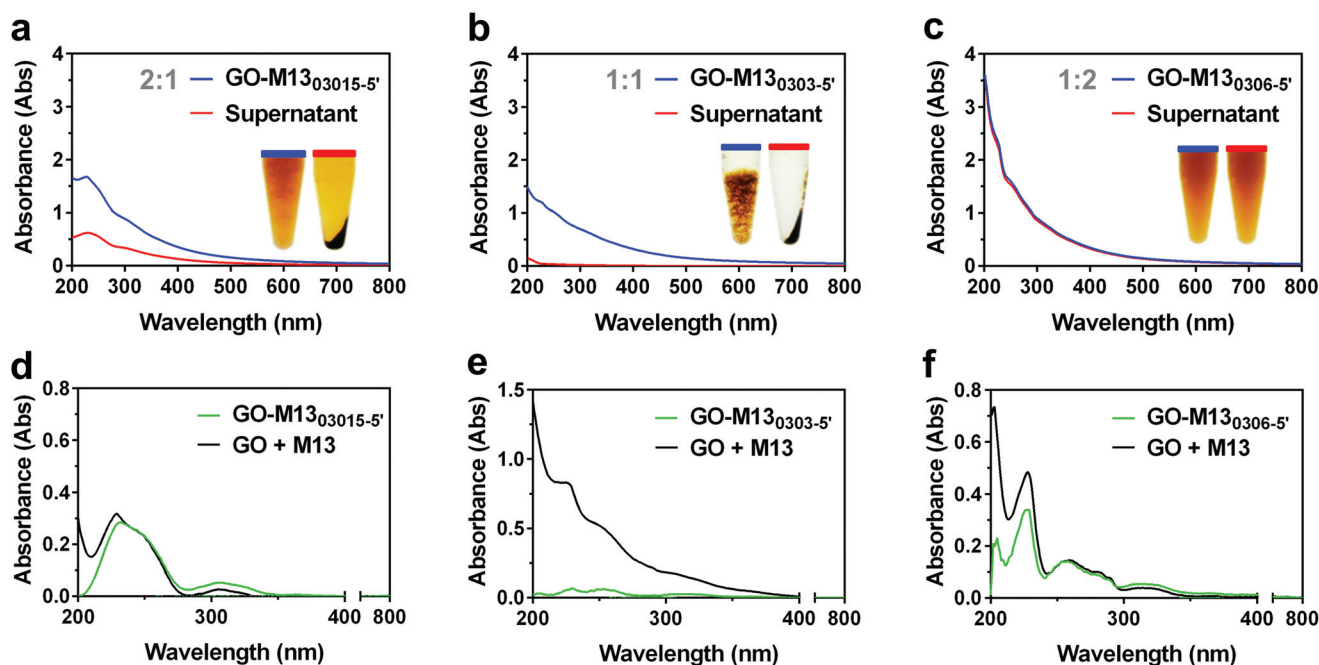 a
4
3
2
1
0
Absorbance (Abs)
2:1
GO-M13₀₃₀₁₅₋₅'
Supernatant
200 300 400 500 600 700 800
Wavelength (nm)
b
4
3
2
1
0
Absorbance (Abs)
1:1
GO-M13₀₃₀₃₋₅'
Supernatant
200 300 400 500 600 700 800
Wavelength (nm)
c
4
3
2
1
0
Absorbance (Abs)
1:2
GO-M13₀₃₀₆₋₅'
Supernatant
200 300 400 500 600 700 800
Wavelength (nm)
d
0.8
0.6
0.4
0.2
0.0
Absorbance (Abs)
GO-M13₀₃₀₁₅₋₅'
GO + M13
200 300 400 800
Wavelength (nm)
e
1.5
1.0
0.5
0.0
Absorbance (Abs)
GO-M13₀₃₀₃₋₅'
GO + M13
200 300 400 800
Wavelength (nm)
f
0.8
0.6
0.4
0.2
0.0
Absorbance (Abs)
GO-M13₀₃₀₆₋₅'
GO + M13
200 300 400 800
Wavelength (nm)